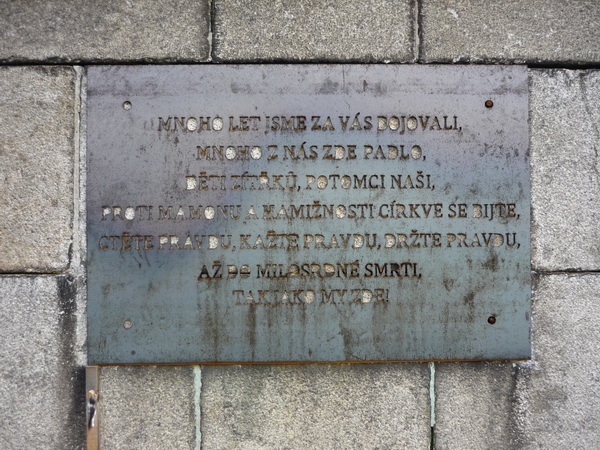 MNOHO LET JSME ZA VÁS BOJOVALI,
MNOHO Z NÁS ZDE PADLO,
DĚTI ZÍTŘKŮ, POTOMCI NAŠI,
PROTI MAMONU A HAMIŽNOSTI CÍRKVE SE BIJTE,
CTĚTE PRAVDU, KAŽTE PRAVDU, DRŽTE PRAVDU,
AŽ DO MILOSRDNÉ SMRTI,
TAK JAKO MY ZDE!